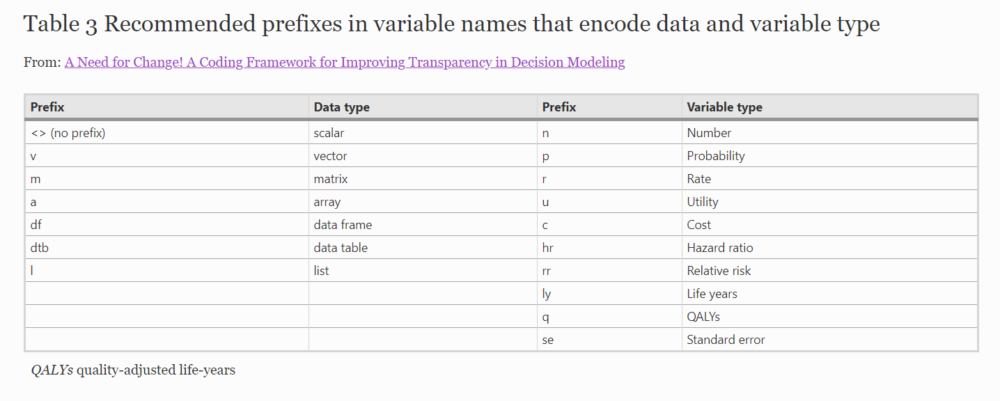 Table 3 Recommended prefixes in variable names that encode data and variable type
From: A Need for Change! A Coding Framework for Improving Transparency in Decision Modeling
Prefix Data type Prefix Variable type
<> (no prefix) scalar n Number
v vector p Probability
m matrix r Rate
a array u Utility
df data frame c Cost
dtb data table hr Hazard ratio
l list rr Relative risk
ly Life years
q QALYs
se Standard error
QALYs quality-adjusted life-years